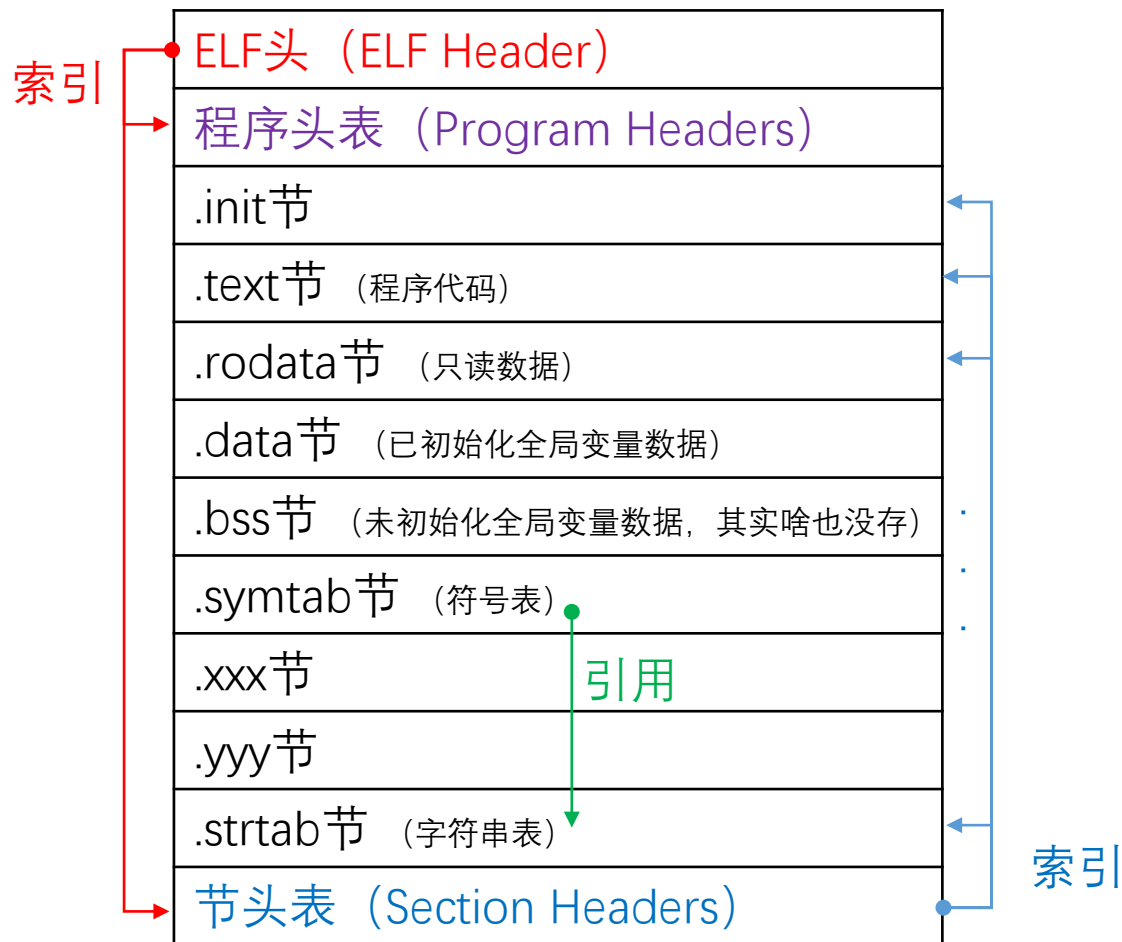 索引
ELF头（ELF Header）
程序头表（Program Headers）
.init节
.text节（程序代码）
.rodata节（只读数据）
.data节（已初始化全局变量数据）
.bss节（未初始化全局变量数据，其实啥也没存）
.symtab节（符号表）
.xxx节
引用
.yyy节
.strtab节（字符串表）
节头表（Section Headers）
索引